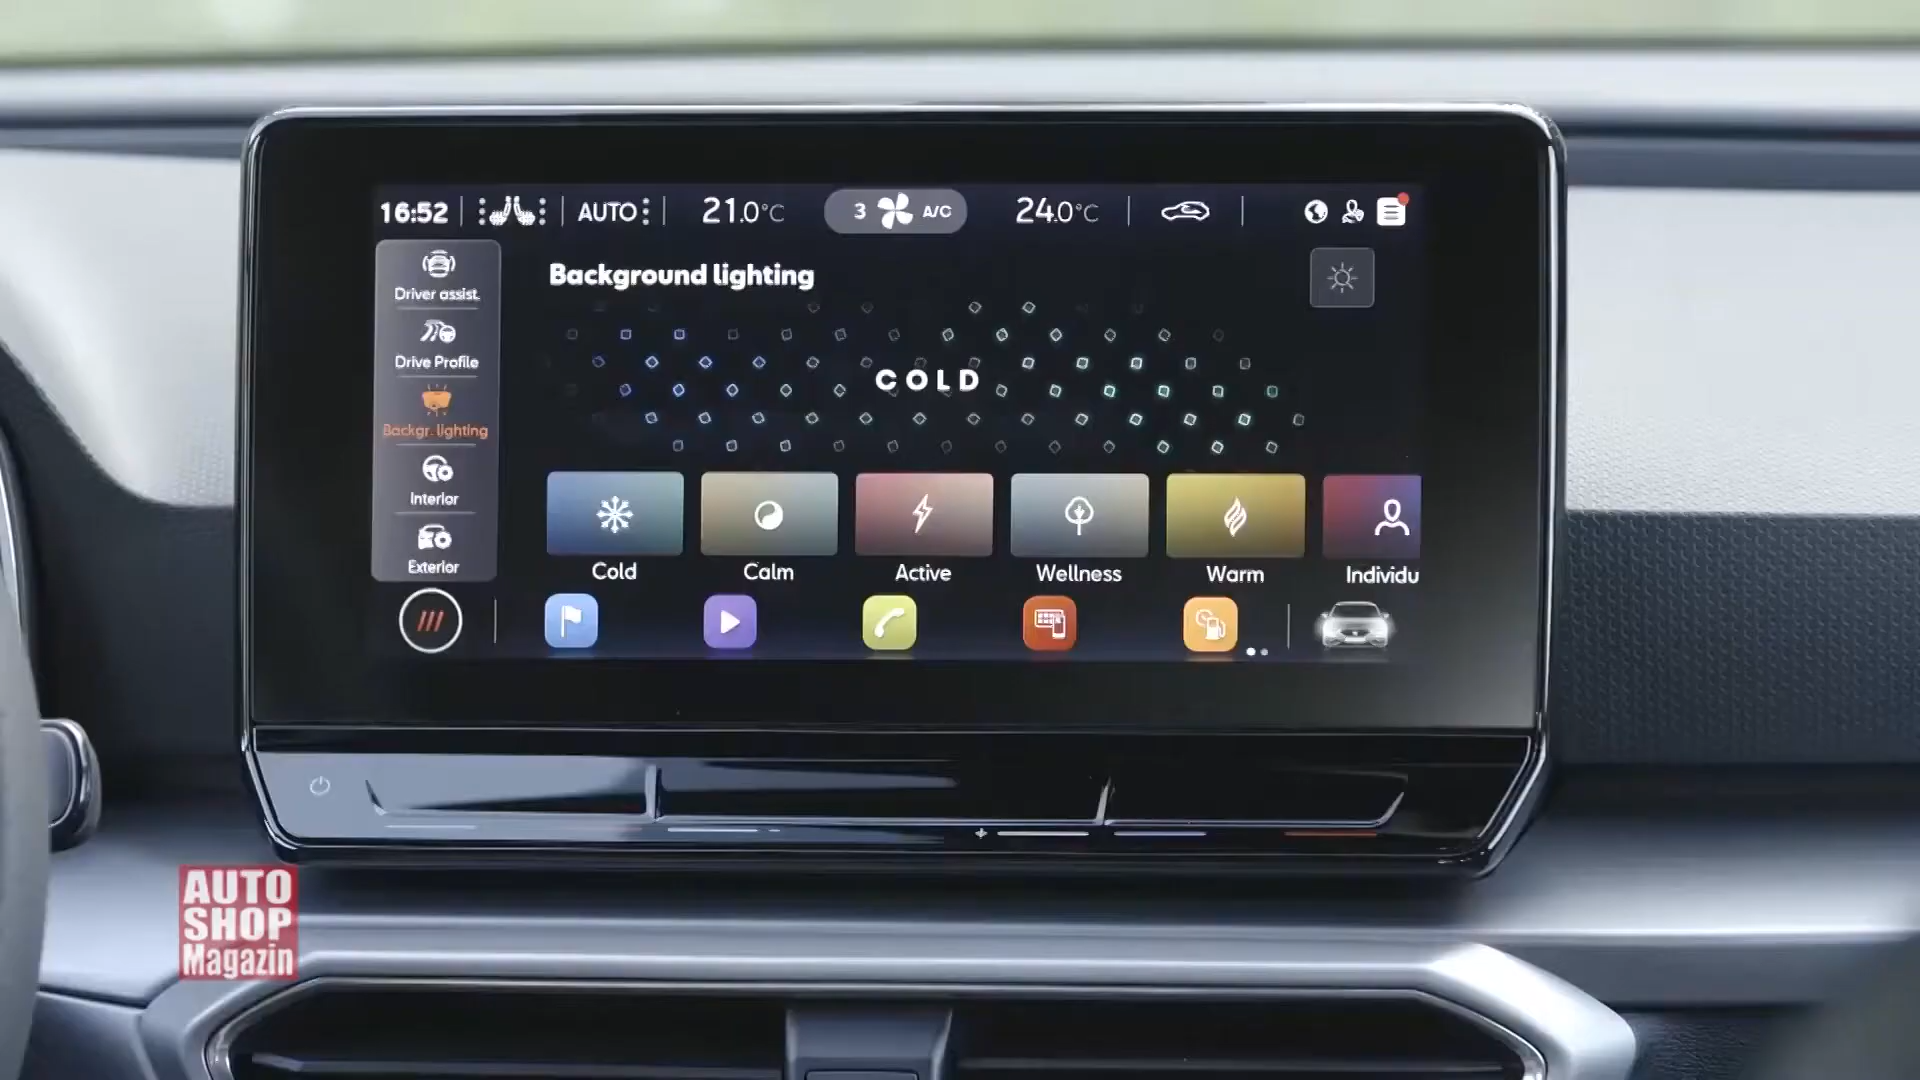 16:52 AUTO 21.0°C 3 A/C 24.0°C
Driver assist.
Drive Profile
Backgr. lighting
Interior
Exterior
Background lighting
COLD
Cold Calm Active Wellness Warm Individu
AUTO
SHOP
Magazin